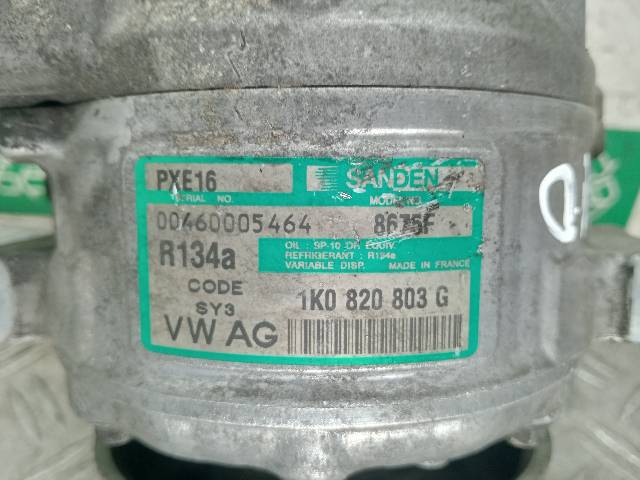 PXE16 SANDEN
SERIAL NO. MODEL NO.
00460005464 8675F
R134a OIL : SP-10 OR EQUIV.
REFRIGERANT : R134a
VARIABLE DISP. MADE IN FRANCE
CODE 1K0 820 803 G
SY3
VW AG